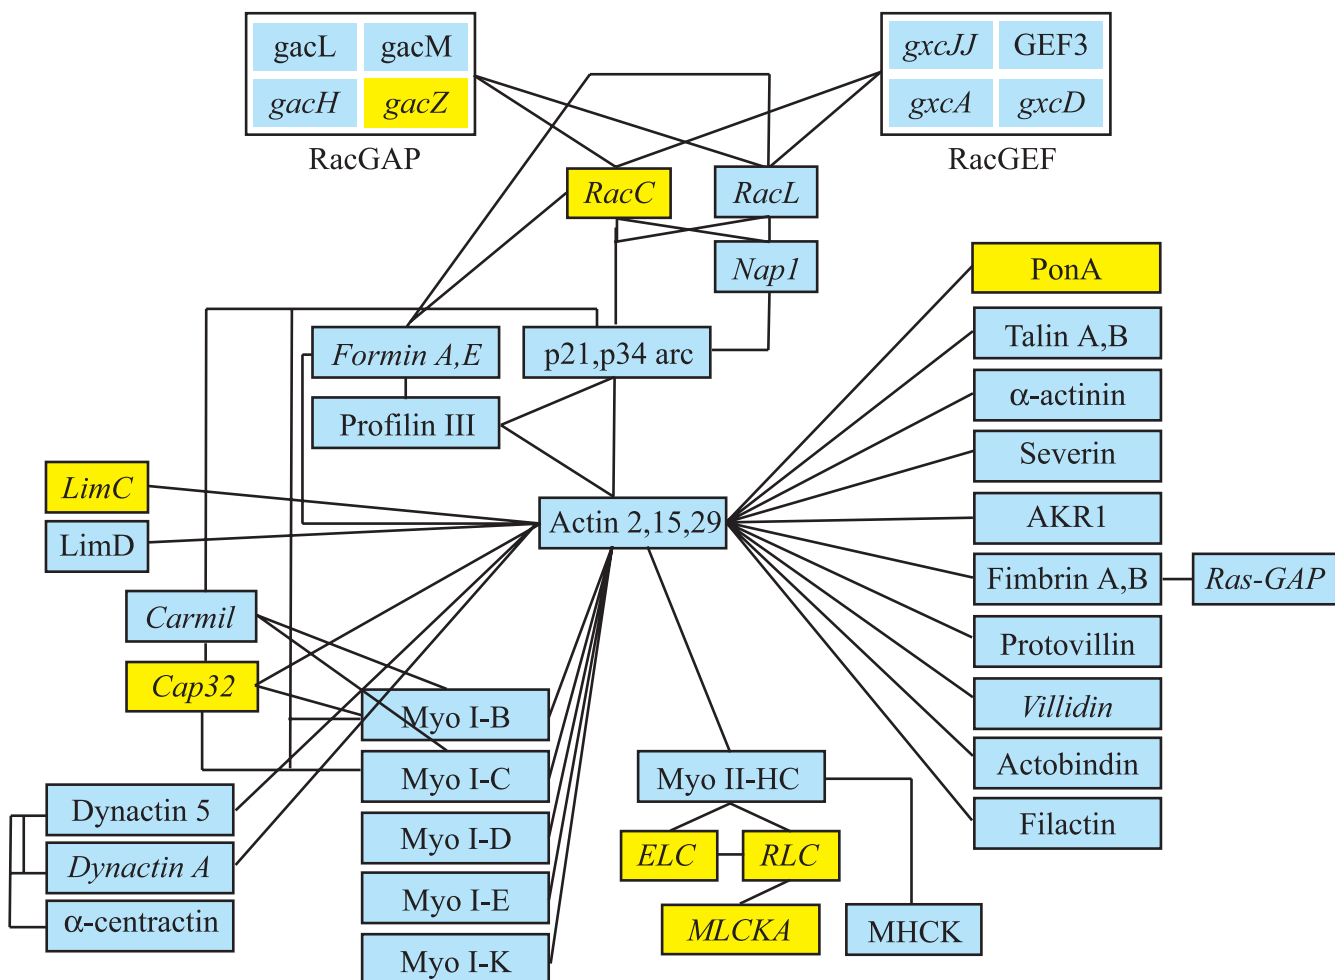 gacL gacM
gacH gacZ
RacGAP
gxcJJ GEF3
gxcA gxcD
RacGEF
RacC
RacL
Nap1
PonA
Formin A,E
p21,p34 arc
Talin A,B
Profilin III
α-actinin
Severin
LimC
Actin 2,15,29
AKR1
LimD
Fimbrin A,B
Ras-GAP
Carmil
Protovillin
Cap32
Villidin
Myo I-B
Actobindin
Myo I-C
Myo II-HC
Dynactin 5
Filactin
Myo I-D
ELC
RLC
Dynactin A
Myo I-E
α-centractin
MLCKA
MHCK
Myo I-K